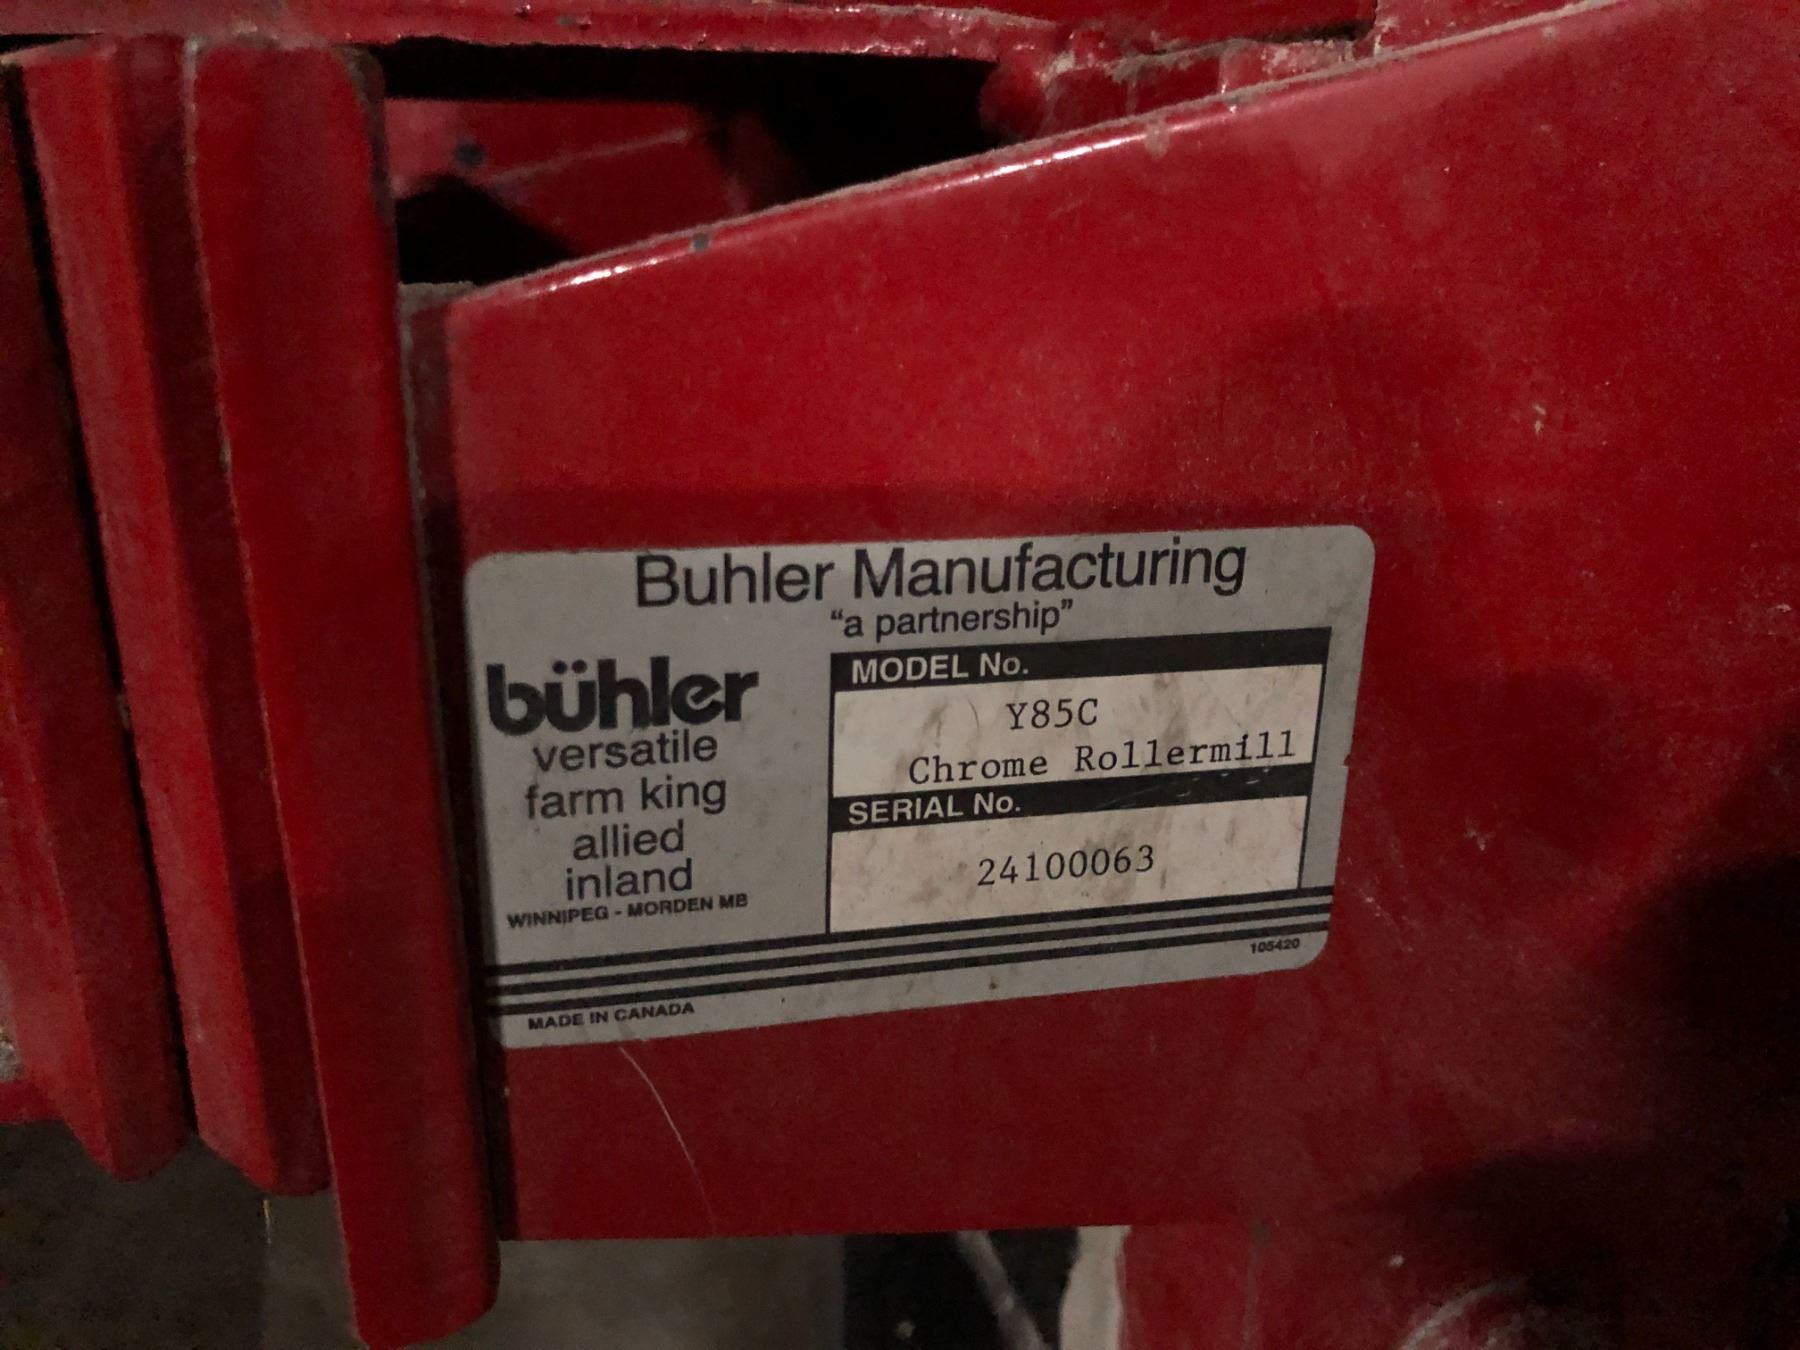 Buhler Manufacturing
“a partnership”
bühler
versatile
farm king
allied
inland
WINNIPEG - MORDEN MB
MODEL No.
Y85C
Chrome Rollermill
SERIAL No.
24100063
105420
MADE IN CANADA